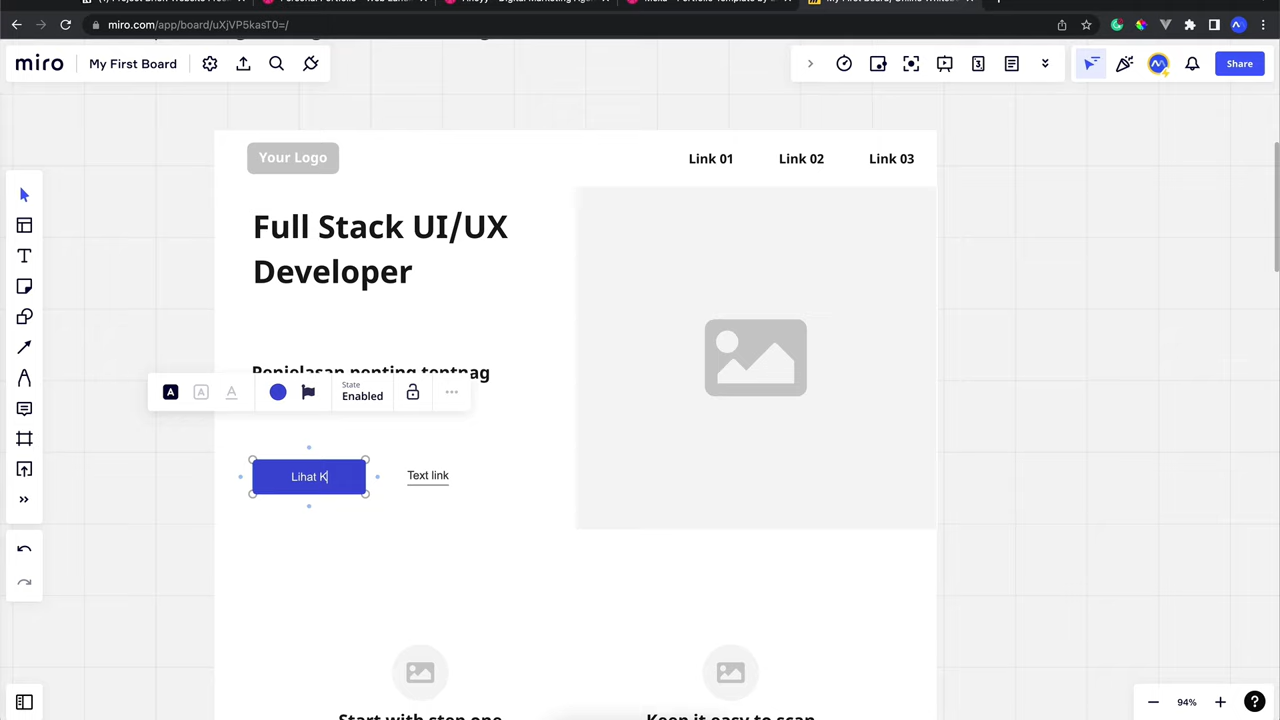 miro.com/app/board/uXjVP5kasT0=/
miro
My First Board
3
Share
Your Logo
Link 01
Link 02
Link 03
Full Stack UI/UX
Developer
Penjelasan penting tentnag
A
A
A
State
Enabled
Lihat K
Text link
Start with step one
Keep it easy to scan
94%
?